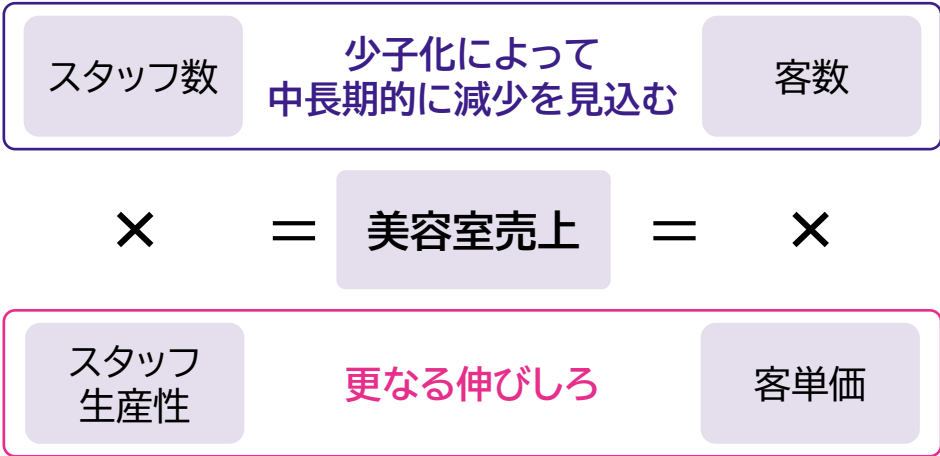 スタッフ数
少子化によって
中長期的に減少を見込む
客数
× = 美容室売上 = ×
スタッフ
生産性
更なる伸びしろ
客単価